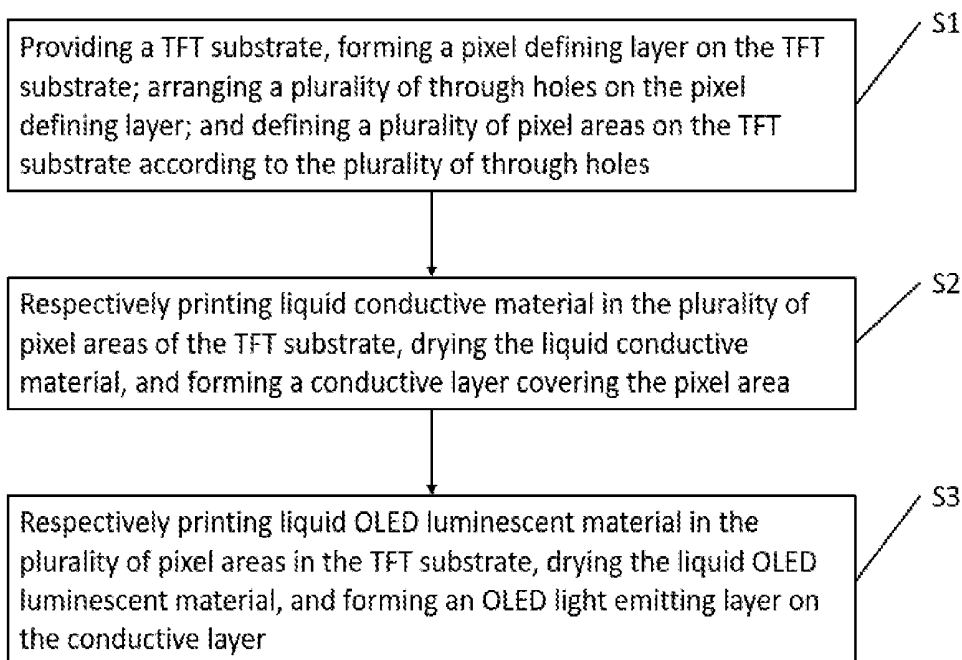 S1
Providing a TFT substrate, forming a pixel defining layer on the TFT
substrate; arranging a plurality of through holes on the pixel
defining layer; and defining a plurality of pixel areas on the TFT
substrate according to the plurality of through holes
S2
Respectively printing liquid conductive material in the plurality of
pixel areas of the TFT substrate, drying the liquid conductive
material, and forming a conductive layer covering the pixel area
S3
Respectively printing liquid OLED luminescent material in the
plurality of pixel areas in the TFT substrate, drying the liquid OLED
luminescent material, and forming an OLED light emitting layer on
the conductive layer